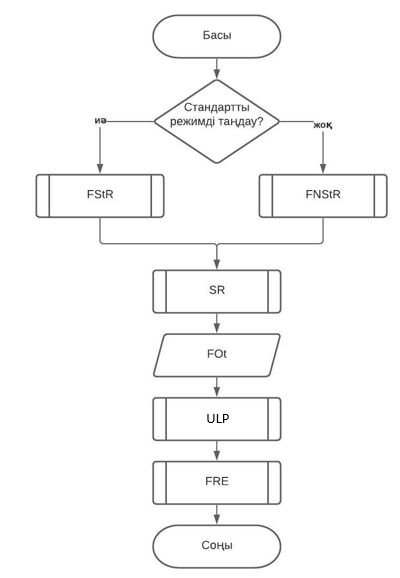 Басы
Стандартты
режимді таңдау?
иә
жоқ
FStR
FNStR
SR
FOt
ULP
FRE
Соңы